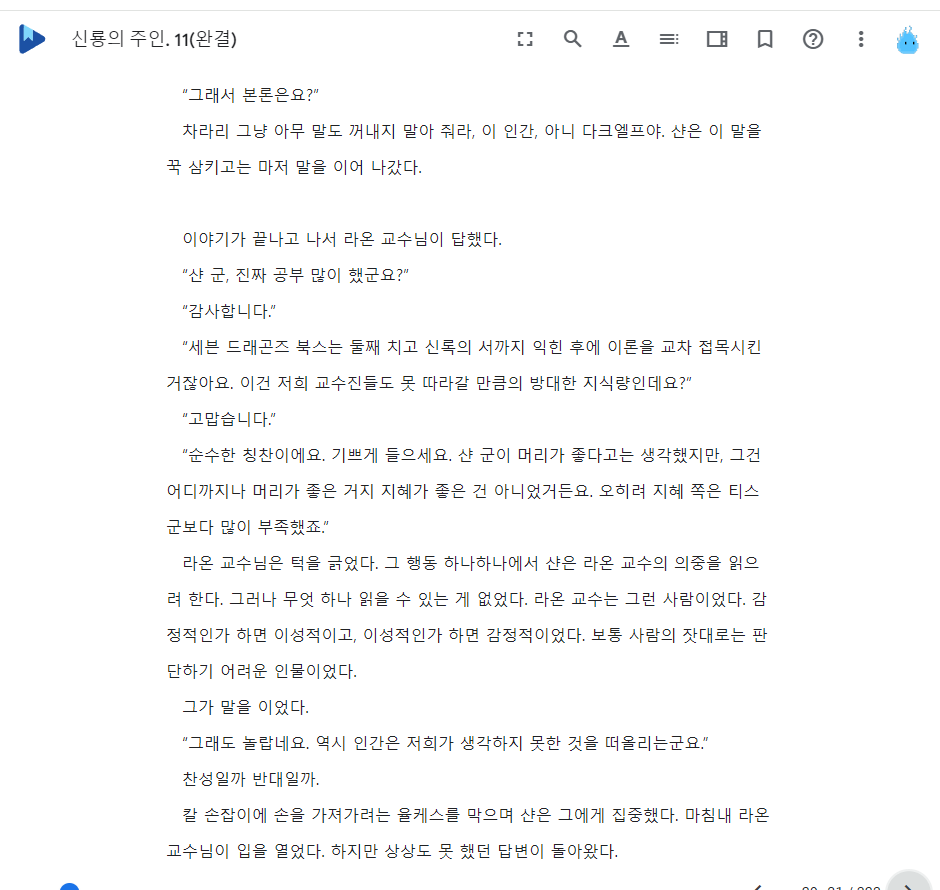 신룡의 주인. 11(완결)
"그래서 본론은요?"
차라리 그냥 아무 말도 꺼내지 말아 줘라, 이 인간, 아니 다크엘프야. 샨은 이 말을
꾹 삼키고는 마저 말을 이어 나갔다.
이야기가 끝나고 나서 라온 교수님이 답했다.
"샨 군, 진짜 공부 많이 했군요?"
"감사합니다."
"세븐 드래곤즈 북스는 둘째 치고 신록의 서까지 익힌 후에 이론을 교차 접목시킨
거잖아요. 이건 저희 교수진들도 못 따라갈 만큼의 방대한 지식량인데요?"
"고맙습니다."
"순수한 칭찬이에요. 기쁘게 들으세요. 샨 군이 머리가 좋다고는 생각했지만, 그건
어디까지나 머리가 좋은 거지 지혜가 좋은 건 아니었거든요. 오히려 지혜 쪽은 티스
군보다 많이 부족했죠."
라온 교수님은 턱을 긁었다. 그 행동 하나하나에서 샨은 라온 교수의 의중을 읽으
려 한다. 그러나 무엇 하나 읽을 수 있는 게 없었다. 라온 교수는 그런 사람이었다. 감
정적인가 하면 이성적이고, 이성적인가 하면 감정적이었다. 보통 사람의 잣대로는 판
단하기 어려운 인물이었다.
그가 말을 이었다.
"그래도 놀랍네요. 역시 인간은 저희가 생각하지 못한 것을 떠올리는군요."
찬성일까 반대일까.
칼 손잡이에 손을 가져가려는 율케스를 막으며 샨은 그에게 집중했다. 마침내 라온
교수님이 입을 열었다. 하지만 상상도 못 했던 답변이 돌아왔다.